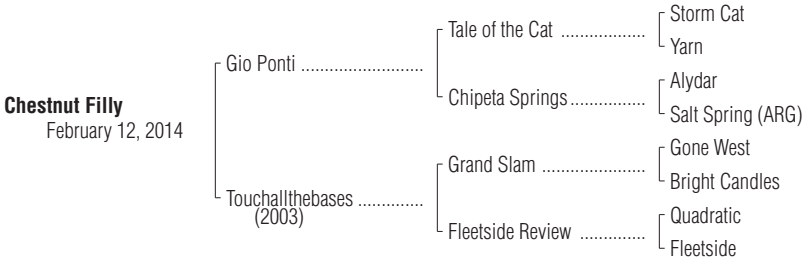 Storm Cat
Tale of the Cat ...................
Yarn
Gio Ponti ...........................
Alydar
Chipeta Springs.................
Salt Spring (ARG)
Chestnut Filly
February 12, 2014
Gone West
Grand Slam .......................
Bright Candles
Touchallthebases ..............
(2003)
Quadratic
Fleetside Review ..............
Fleetside